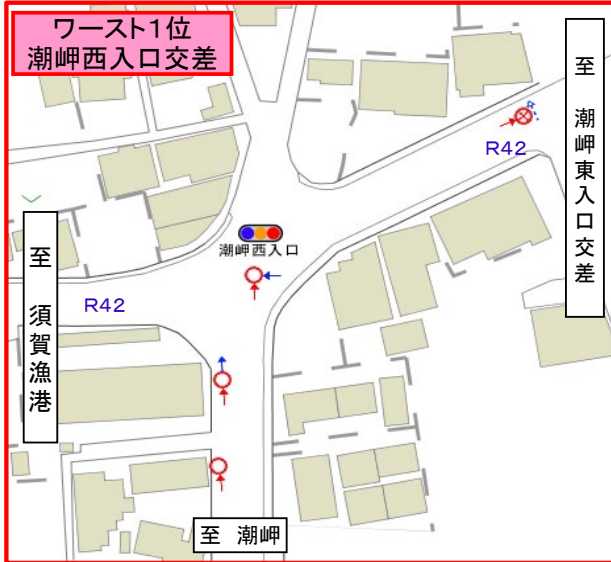 ワースト1位
潮岬西入口交差
至 潮岬東入口交差
R42
潮岬西入口
至 須賀漁港
R42
至 潮岬